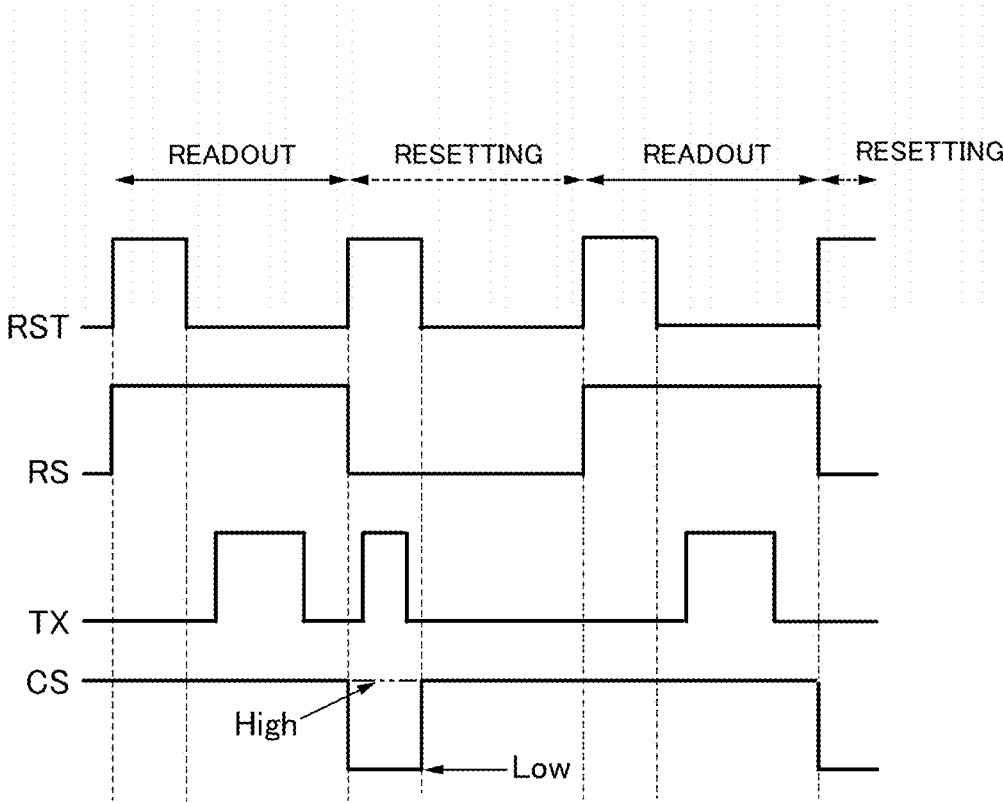 READOUT RESETTING READOUT RESETTING
RST
RS
TX
CS
High
Low